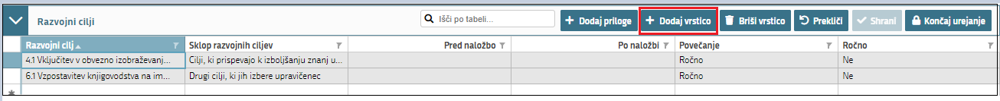 Razvojni cilji
Išči po tabeli...
+ Dodaj priloge
+ Dodaj vrstico
Briši vrstico
Prekliči
Shrani
Končaj urejanje
Razvojni cilj Sklop razvojnih ciljev Pred naložbo Po naložbi Povečanje Ročno
4.1 Vključitev v obvezno izobraževanj... Cilji, ki prispevajo k izboljšanju znanj u... Ročno Ne
6.1 Vzpostavitev knjigovodstva na im... Drugi cilji, ki jih izbere upravičenec Ročno Ne